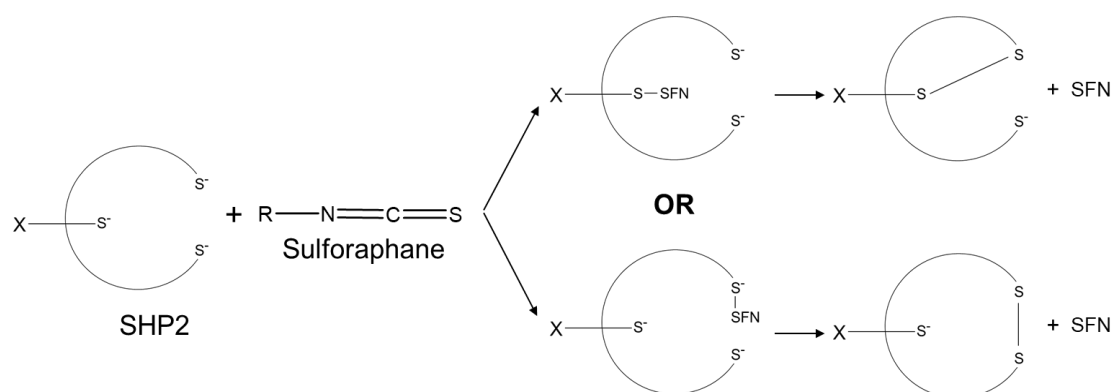 S⁻
X S⁻
S⁻
SHP2
+
R N C S
Sulforaphane
S⁻
X S SFN
S⁻
S
X S
S⁻
+ SFN
OR
S⁻
SFN
X S⁻
S⁻
S
X S⁻
S
+ SFN